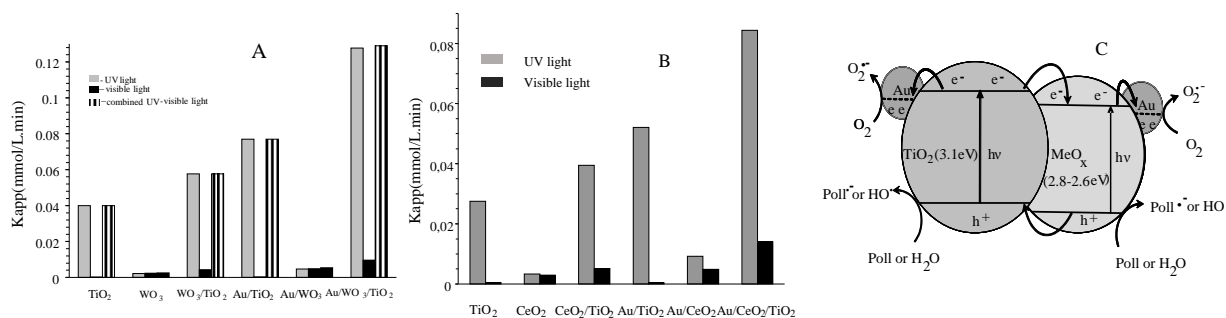 A
Kapp(mmol/L.min)
0.12
0.1
0.08
0.06
0.04
0.02
0
- UV light
visible light
combined UV-visible light
TiO2
WO3
WO3/TiO2
Au/TiO2
Au/WO3
Au/WO3/TiO2
B
Kapp(mmol/L.min)
0,08
0,06
0,04
0,02
0
UV light
Visible light
TiO2
CeO2
CeO2/TiO2
Au/TiO2
Au/CeO2
Au/CeO2/TiO2
C
O2•-
Au
e e
O2
e- e-
e- e-
Au
e e
O2•-
O2
TiO2(3.1eV)
hν
MeOx
(2.8-2.6eV)
hν
Poll•-or HO•
h+
h+
Poll •-or HO
Poll or H2O
Poll or H2O